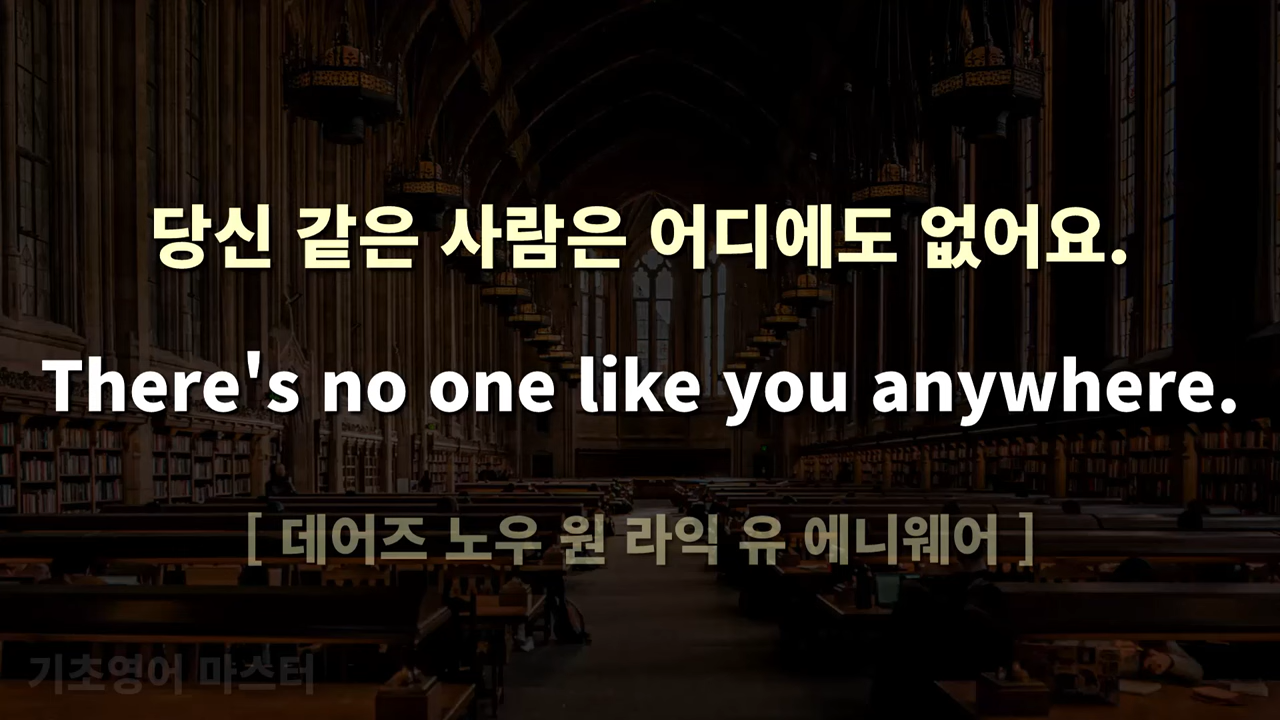 당신 같은 사람은 어디에도 없어요.
There's no one like you anywhere.
[ 데어즈 노우 원 라익 유 에니웨어 ]
기초영어 마스터